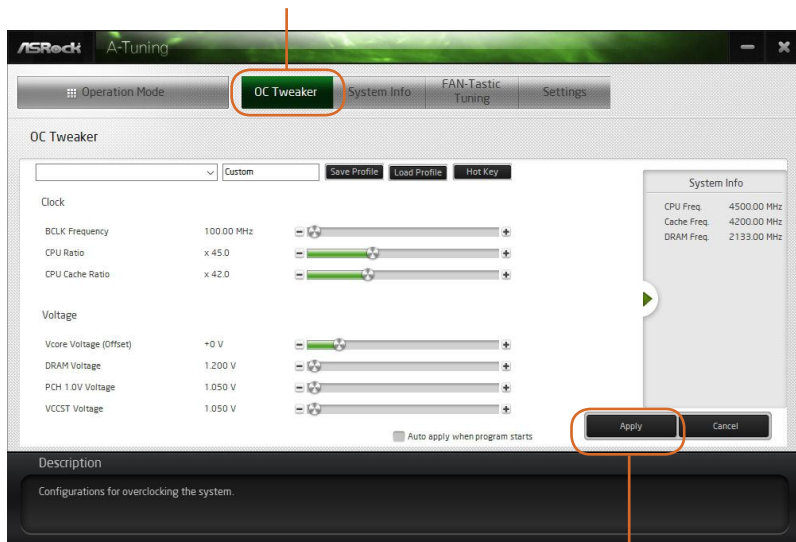 ASRock A-Tuning
Operation Mode OC Tweaker System Info FAN-Tastic Tuning Settings
OC Tweaker
Custom Save Profile Load Profile Hot Key
Clock
BCLK Frequency 100.00 MHz
CPU Ratio x 45.0
CPU Cache Ratio x 42.0
Voltage
Vcore Voltage (Offset) +0 V
DRAM Voltage 1.200 V
PCH 1.0V Voltage 1.050 V
VCCST Voltage 1.050 V
Auto apply when program starts
System Info
CPU Freq. 4500.00 MHz
Cache Freq. 4200.00 MHz
DRAM Freq. 2133.00 MHz
Apply Cancel
Description
Configurations for overclocking the system.